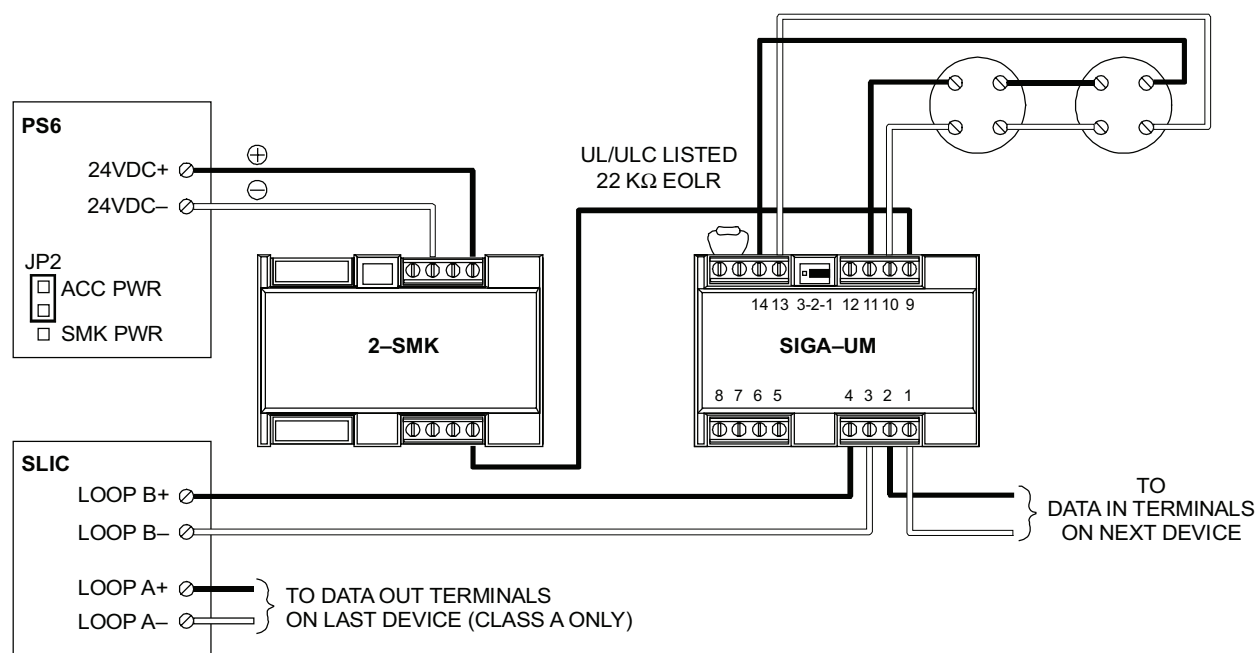 PS6
24VDC+
24VDC–
JP2
ACC PWR
SMK PWR
UL/ULC LISTED
22 KΩ EOLR
2–SMK
14 13 3-2-1 12 11 10 9
SIGA–UM
8 7 6 5 4 3 2 1
SLIC
LOOP B+
LOOP B–
LOOP A+
LOOP A–
TO DATA OUT TERMINALS
ON LAST DEVICE (CLASS A ONLY)
TO
DATA IN TERMINALS
ON NEXT DEVICE